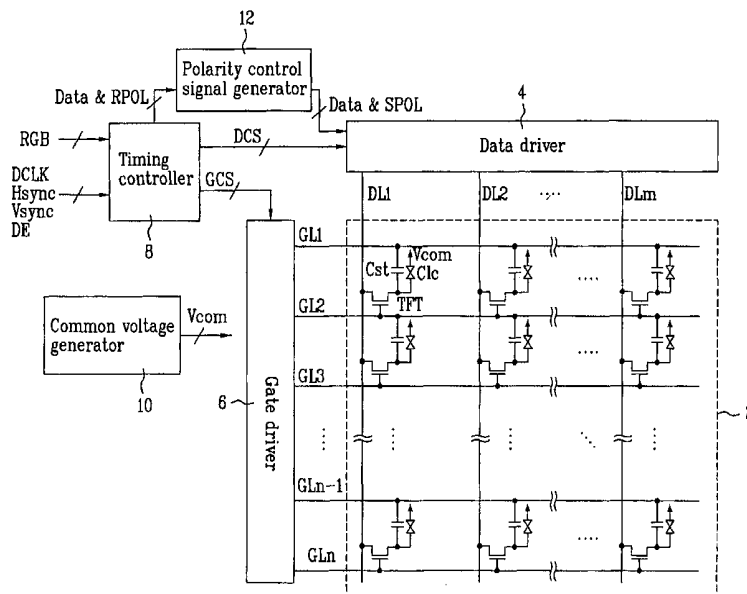 12
Polarity control
signal generator
Data & RPOL
Data & SPOL
4
Data driver
RGB
DCLK
Hsync
Vsync
DE
Timing
controller
8
DCS
GCS
DL1
DL2
....
DLm
GL1
Vcom
Cst
Clc
....
GL2
TFT
....
GL3
Common voltage
generator
10
Vcom
6
Gate driver
GLn-1
....
GLn